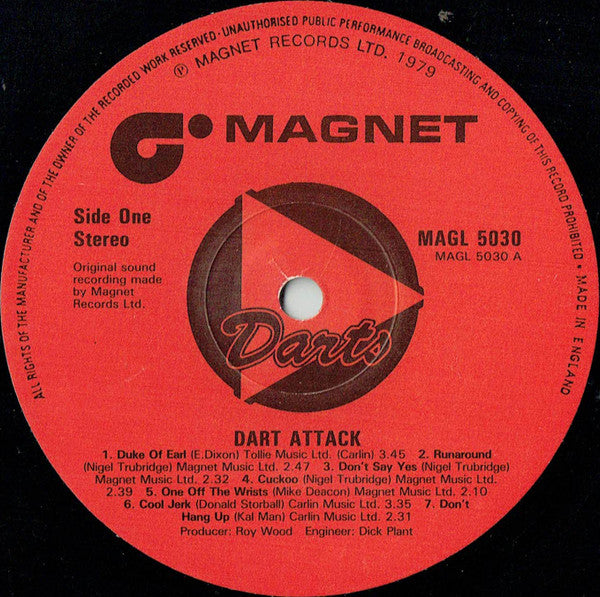 ALL RIGHTS OF THE MANUFACTURER AND OF THE OWNER OF THE RECORDED WORK RESERVED · UNAUTHORISED PUBLIC PERFORMANCE BROADCASTING AND COPYING OF THIS RECORD PROHIBITED • MADE IN ENGLAND
Ⓟ MAGNET RECORDS LTD. 1979
MAGNET
Side One
Stereo
Original sound
recording made
by Magnet
Records Ltd.
MAGL 5030
MAGL 5030 A
Darts
DART ATTACK
1. Duke Of Earl (E.Dixon) Tollie Music Ltd. (Carlin) 3.45 2. Runaround
(Nigel Trubridge) Magnet Music Ltd. 2.47 3. Don't Say Yes (Nigel Trubridge)
Magnet Music Ltd. 2.32 4. Cuckoo (Nigel Trubridge) Magnet Music Ltd.
2.39 5. One Off The Wrists (Mike Deacon) Magnet Music Ltd. 2.10
6. Cool Jerk (Donald Storball) Carlin Music Ltd. 3.35 7. Don't
Hang Up (Kal Man) Carlin Music Ltd. 2.31
Producer: Roy Wood Engineer: Dick Plant